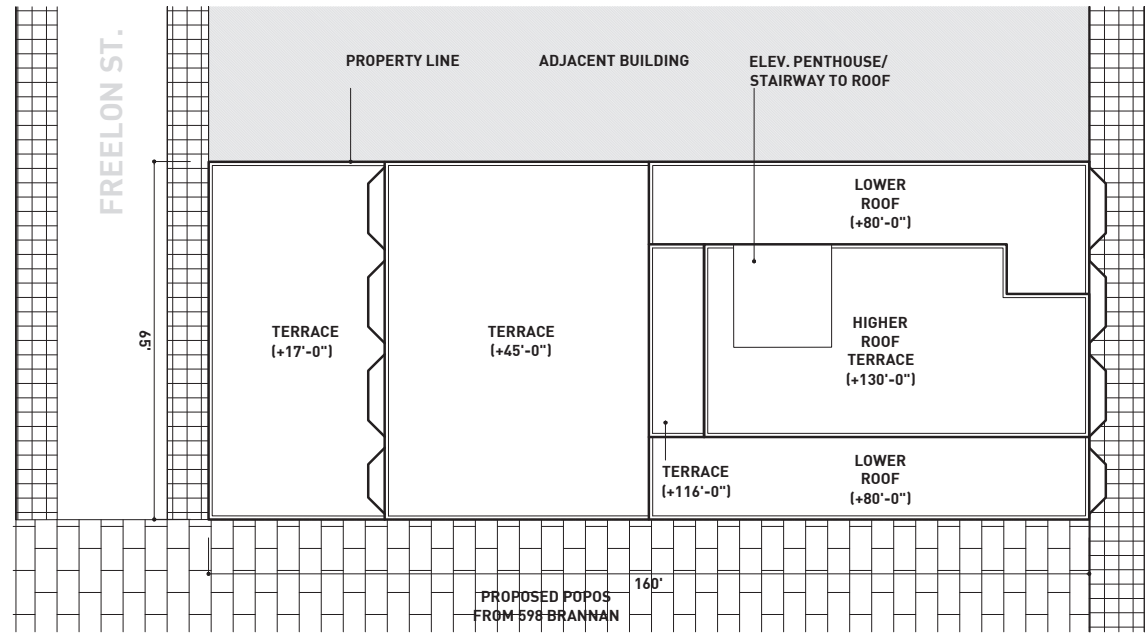 FREELON ST.
PROPERTY LINE
ADJACENT BUILDING
ELEV. PENTHOUSE/
STAIRWAY TO ROOF
LOWER
ROOF
(+80'-0")
65'
TERRACE
(+17'-0")
TERRACE
(+45'-0")
HIGHER
ROOF
TERRACE
(+130'-0")
TERRACE
(+116'-0")
LOWER
ROOF
(+80'-0")
160'
PROPOSED POPOS
FROM 598 BRANNAN